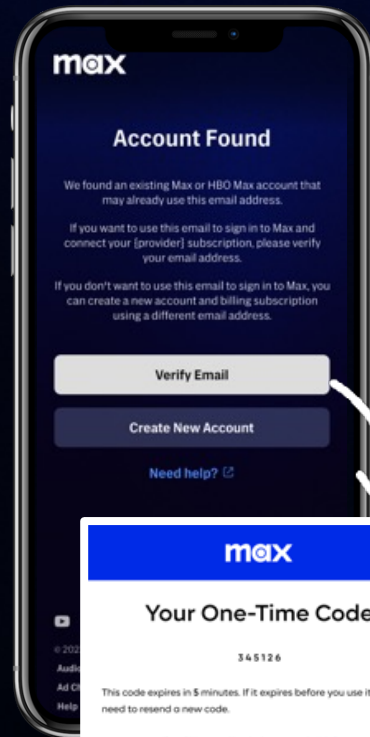 max
Account Found
We found an existing Max or HBO Max account that
may already use this email address.
If you want to use this email to sign in to Max and
connect your {provider} subscription, please verify
your email address.
If you don't want to use this email to sign in to Max, you
can create a new account and billing subscription
using a different email address.
Verify Email
Create New Account
Need help?
max
Your One-Time Code
345126
This code expires in 5 minutes. If it expires before you use it
need to resend a new code.
© 202
Audio
Ad Ch
Help